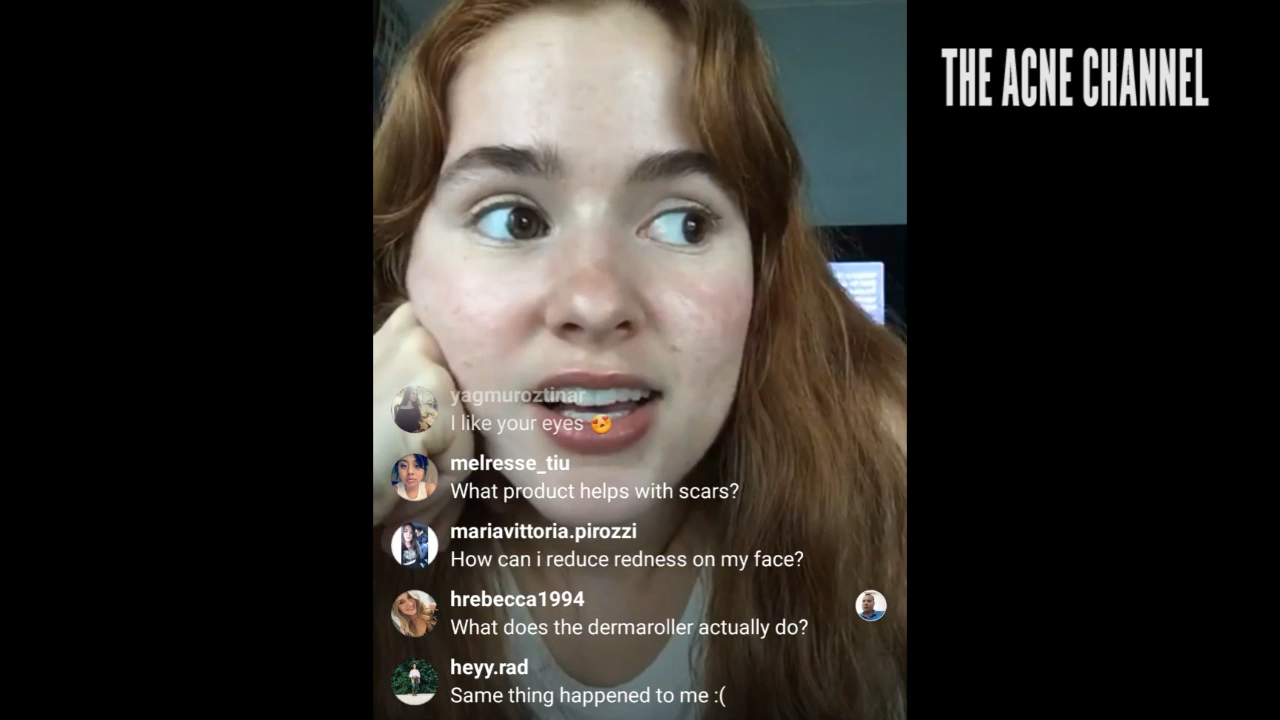 THE ACNE CHANNEL
yagmuroztinar
I like your eyes 😍
melresse_tiu
What product helps with scars?
mariavittoria.pirozzi
How can i reduce redness on my face?
hrebecca1994
What does the dermaroller actually do?
heyy.rad
Same thing happened to me :(